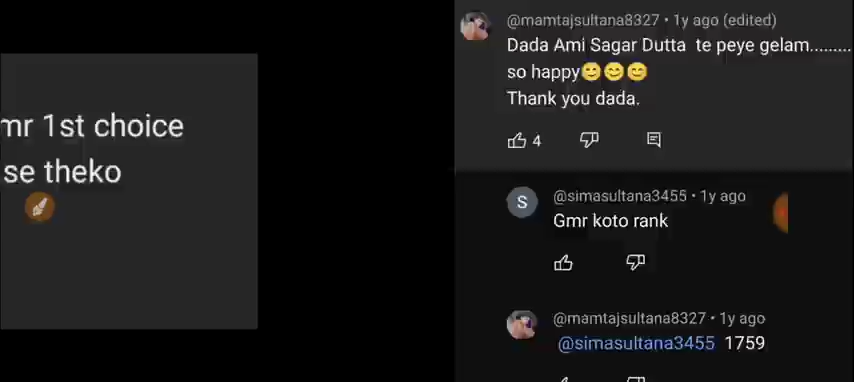 mr 1st choice
se theko
@mamtajsultana8327 • 1y ago (edited)
Dada Ami Sagar Dutta te peye gelam.........
so happy😊😊😊
Thank you dada.
4
S
@simasultana3455 • 1y ago
Gmr koto rank
@mamtajsultana8327 • 1y ago
@simasultana3455 1759